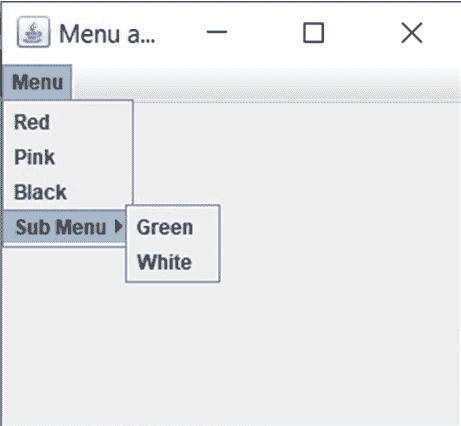 Menu a...
Menu
Red
Pink
Black
Sub Menu
Green
White